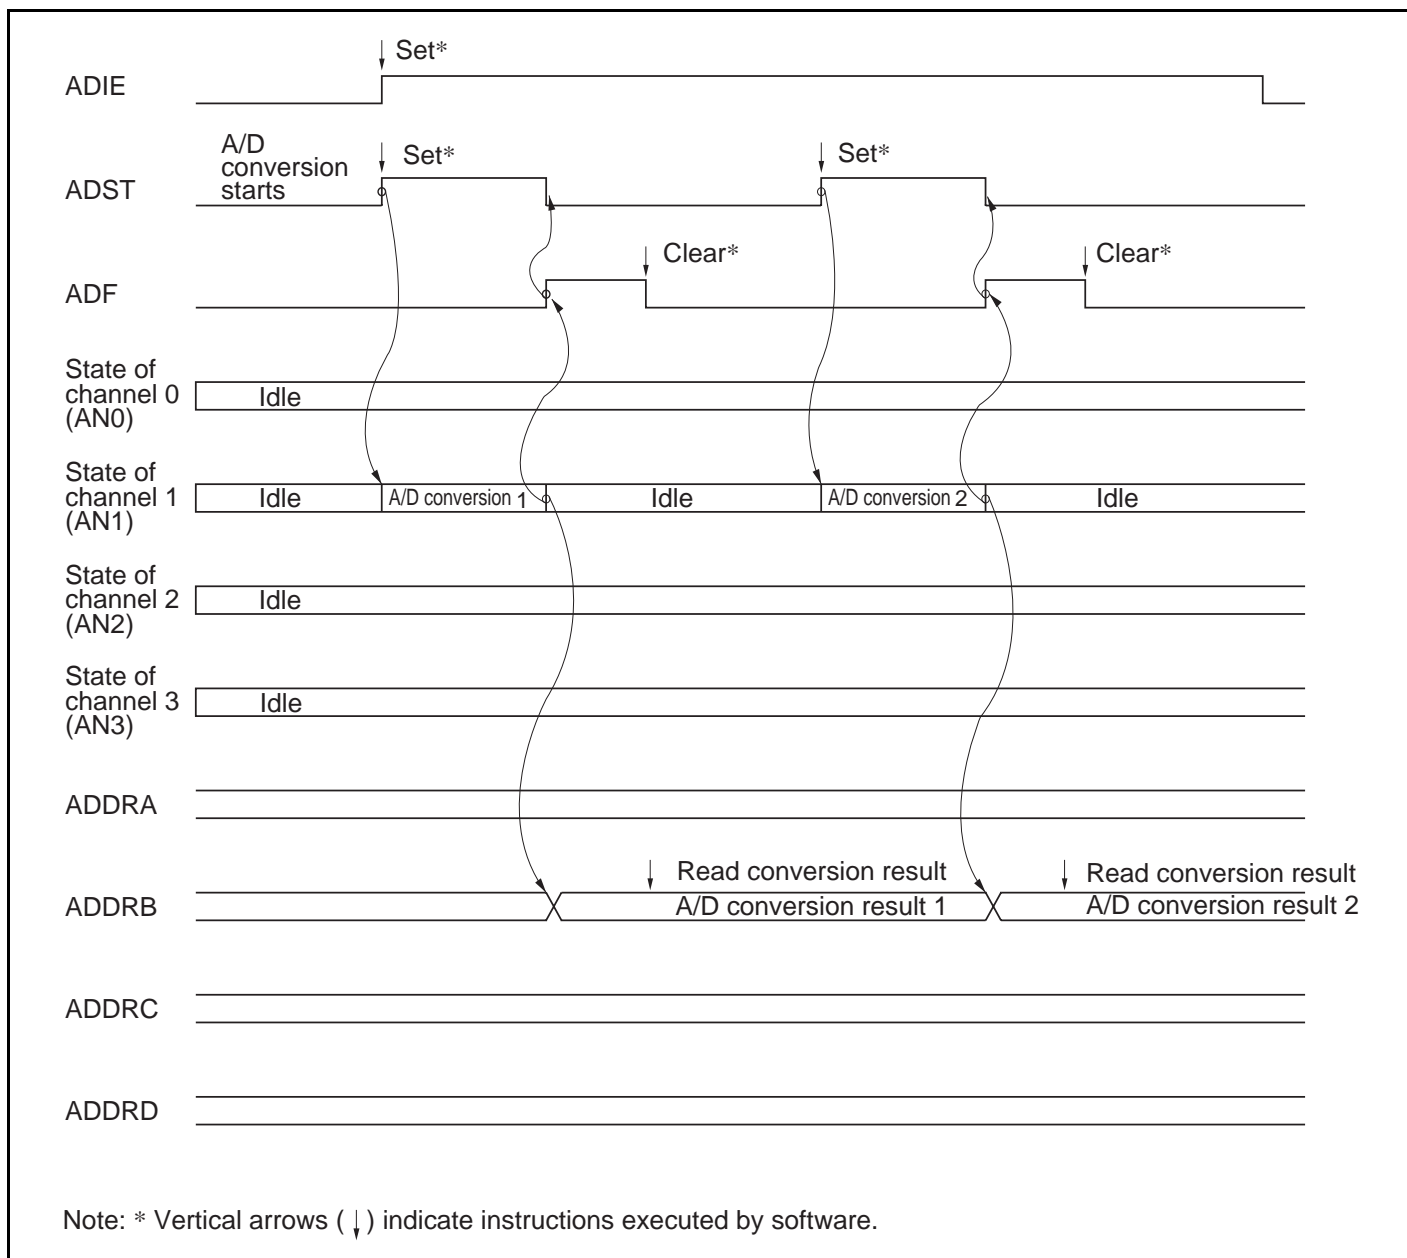 Set*
ADIE
A/D
conversion
starts
Set*
Set*
ADST
Clear*
Clear*
ADF
State of
channel 0
(AN0)
Idle
State of
channel 1
(AN1)
Idle
A/D conversion 1
Idle
A/D conversion 2
Idle
State of
channel 2
(AN2)
Idle
State of
channel 3
(AN3)
Idle
ADDRA
Read conversion result
Read conversion result
ADDRB
A/D conversion result 1
A/D conversion result 2
ADDRC
ADDRD
Note: * Vertical arrows (↓) indicate instructions executed by software.